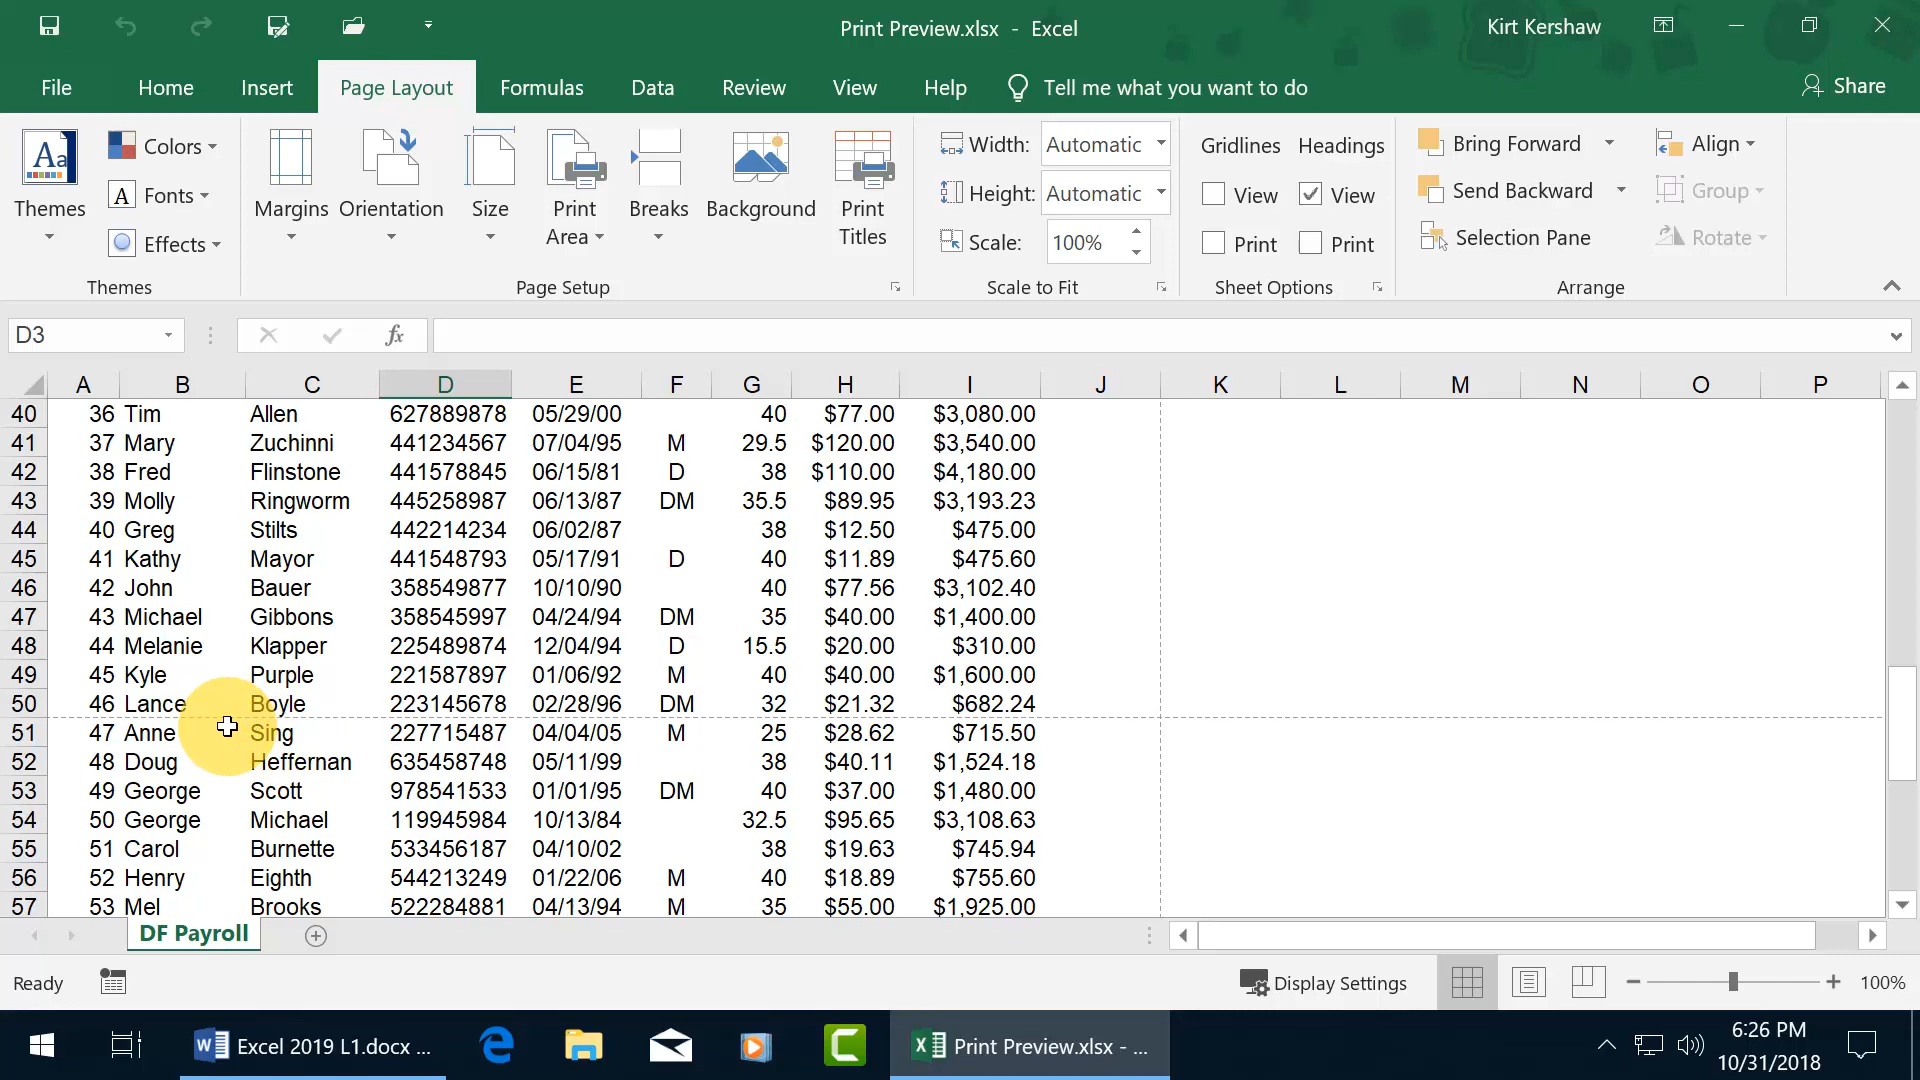 Print Preview.xlsx - Excel
Kirt Kershaw
File Home Insert Page Layout Formulas Data Review View Help Tell me what you want to do Share
Aa Themes
Colors
A Fonts
Effects
Themes
Margins Orientation Size Print Area Breaks Background Print Titles
Page Setup
Width: Automatic
Height: Automatic
Scale: 100%
Scale to Fit
Gridlines Headings
View View
Print Print
Sheet Options
Bring Forward
Send Backward
Selection Pane
Align
Group
Rotate
Arrange
D3 fx
A B C D E F G H I J K L M N O P
40 36 Tim Allen 627889878 05/29/00 40 $77.00 $3,080.00
41 37 Mary Zuchinni 441234567 07/04/95 M 29.5 $120.00 $3,540.00
42 38 Fred Flinstone 441578845 06/15/81 D 38 $110.00 $4,180.00
43 39 Molly Ringworm 445258987 06/13/87 DM 35.5 $89.95 $3,193.23
44 40 Greg Stilts 442214234 06/02/87 38 $12.50 $475.00
45 41 Kathy Mayor 441548793 05/17/91 D 40 $11.89 $475.60
46 42 John Bauer 358549877 10/10/90 40 $77.56 $3,102.40
47 43 Michael Gibbons 358545997 04/24/94 DM 35 $40.00 $1,400.00
48 44 Melanie Klapper 225489874 12/04/94 D 15.5 $20.00 $310.00
49 45 Kyle Purple 221587897 01/06/92 M 40 $40.00 $1,600.00
50 46 Lance Boyle 223145678 02/28/96 DM 32 $21.32 $682.24
51 47 Anne Sing 227715487 04/04/05 M 25 $28.62 $715.50
52 48 Doug Heffernan 635458748 05/11/99 38 $40.11 $1,524.18
53 49 George Scott 978541533 01/01/95 DM 40 $37.00 $1,480.00
54 50 George Michael 119945984 10/13/84 32.5 $95.65 $3,108.63
55 51 Carol Burnette 533456187 04/10/02 38 $19.63 $745.94
56 52 Henry Eighth 544213249 01/22/06 M 40 $18.89 $755.60
57 53 Mel Brooks 522284881 04/13/94 M 35 $55.00 $1,925.00
DF Payroll
Ready Display Settings 100%
W Excel 2019 L1.docx ... Print Preview.xlsx - ...
6:26 PM
10/31/2018